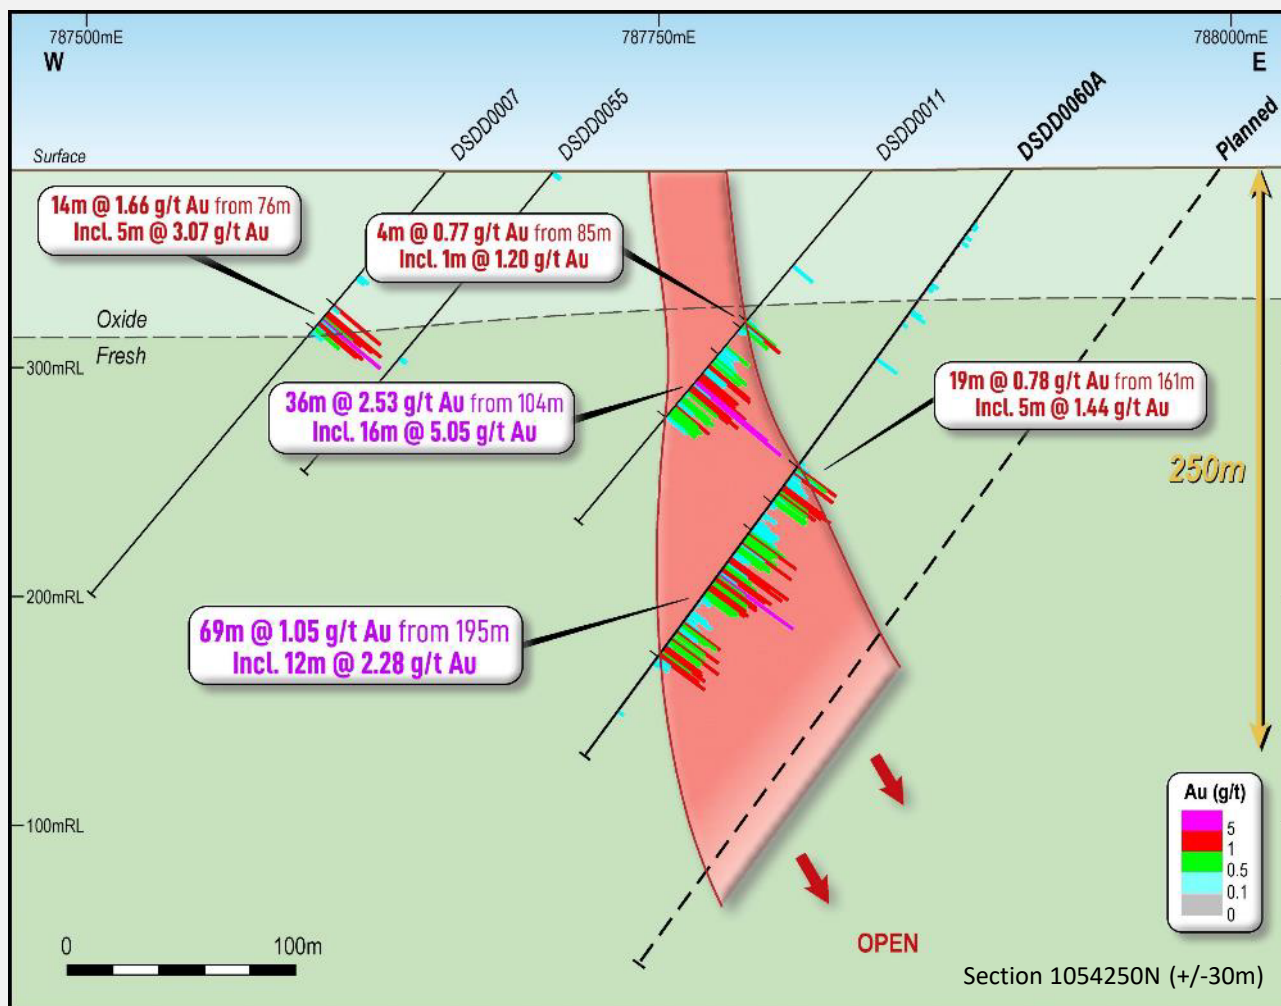 787500mE
787750mE
788000mE
W
E
DSDD0007
DSDD0055
DSDD0011
DSDD0060A
Planned
Surface
14m @ 1.66 g/t Au from 76m
Incl. 5m @ 3.07 g/t Au
4m @ 0.77 g/t Au from 85m
Incl. 1m @ 1.20 g/t Au
Oxide
Fresh
300mRL
36m @ 2.53 g/t Au from 104m
Incl. 16m @ 5.05 g/t Au
19m @ 0.78 g/t Au from 161m
Incl. 5m @ 1.44 g/t Au
250m
200mRL
69m @ 1.05 g/t Au from 195m
Incl. 12m @ 2.28 g/t Au
100mRL
Au (g/t)
5
1
0.5
0.1
0
0 100m
OPEN
Section 1054250N (+/-30m)